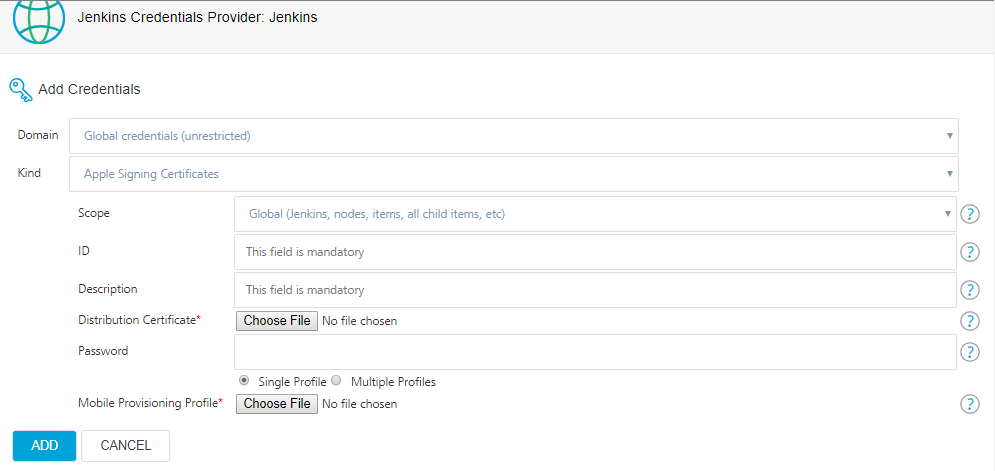 Jenkins Credentials Provider: Jenkins
Add Credentials
Domain Global credentials (unrestricted)
Kind Apple Signing Certificates
Scope Global (Jenkins, nodes, items, all child items, etc) ?
ID This field is mandatory ?
Description This field is mandatory ?
Distribution Certificate* Choose File No file chosen ?
Password ?
Single Profile Multiple Profiles
Mobile Provisioning Profile* Choose File No file chosen ?
ADD CANCEL